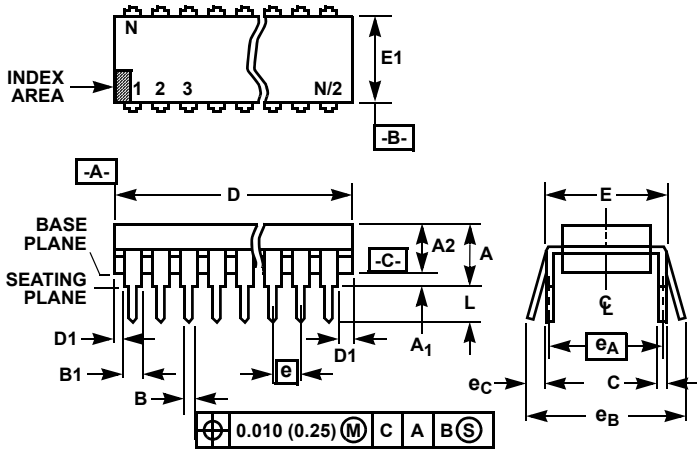 N
E1
INDEX
AREA
1 2 3 N/2
-B-
-A-
D
E
BASE
PLANE
A2
A
-C-
SEATING
PLANE
L
C
L
D1
A1
D1
eA
B1
e
eC
C
B
eB
0.010 (0.25) M C A B S